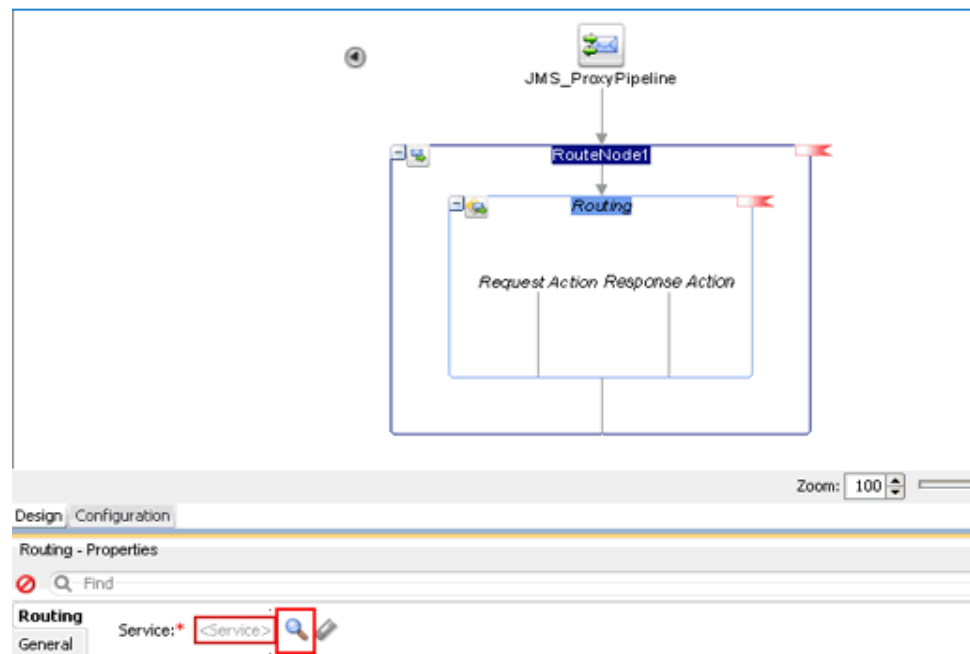 JMS_ProxyPipeline
RouteNode1
Routing
Request Action Response Action
Zoom: 100
Design Configuration
Routing - Properties
Find
Routing
Service:* <Service>
General